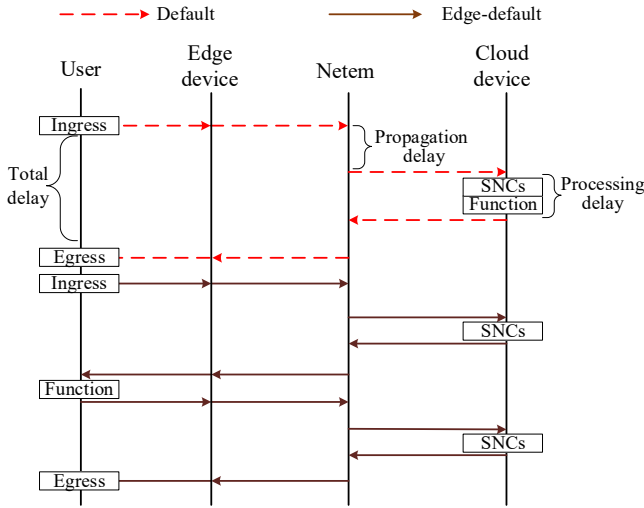 Default
Edge-default
User
Edge
device
Netem
Cloud
device
Ingress
Propagation
delay
Total
delay
SNCs
Function
Processing
delay
Egress
Ingress
SNCs
Function
SNCs
Egress